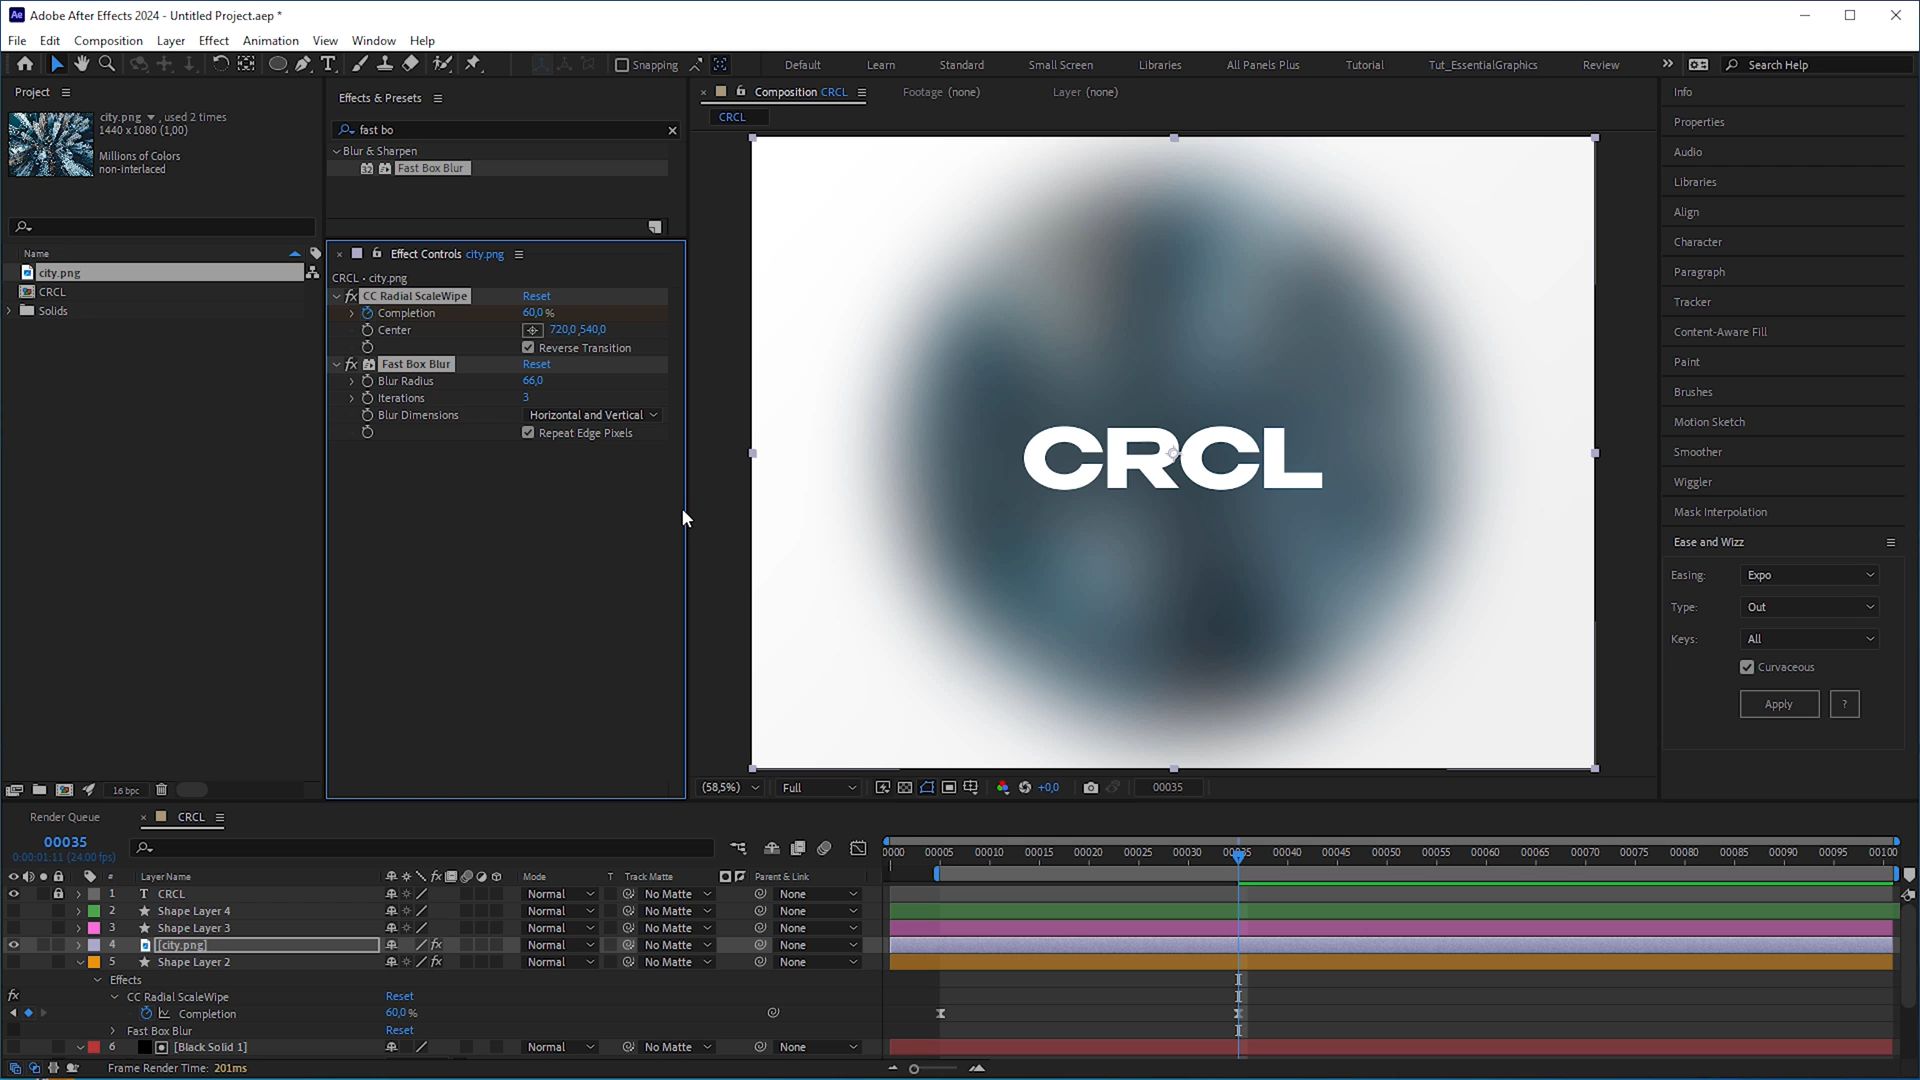 Ae Adobe After Effects 2024 - Untitled Project.aep *
File Edit Composition Layer Effect Animation View Window Help
Snapping Default Learn Standard Small Screen Libraries All Panels Plus Tutorial Tut_EssentialGraphics Review Search Help
Project
city.png , used 2 times
1440 x 1080 (1,00)
Millions of Colors
non-interlaced
Name
city.png
CRCL
Solids
16 bpc
Effects & Presets
fast bo
Blur & Sharpen
32 Fast Box Blur
Effect Controls city.png
CRCL • city.png
fx CC Radial ScaleWipe Reset
Completion 60,0 %
Center 720,0 ,540,0
Reverse Transition
fx Fast Box Blur Reset
Blur Radius 66,0
Iterations 3
Blur Dimensions Horizontal and Vertical
Repeat Edge Pixels
Composition CRCL Footage (none) Layer (none)
CRCL
CRCL
(58,5%) Full +0,0 00035
Info
Properties
Audio
Libraries
Align
Character
Paragraph
Tracker
Content-Aware Fill
Paint
Brushes
Motion Sketch
Smoother
Wiggler
Mask Interpolation
Ease and Wizz
Easing: Expo
Type: Out
Keys: All
Curvaceous
Apply ?
Render Queue CRCL
00035
0:00:01:11 (24.00 fps)
0000 00005 00010 00015 00020 00025 00030 00035 00040 00045 00050 00055 00060 00065 00070 00075 00080 00085 00090 00095 00100
# Layer Name fx Mode T Track Matte Parent & Link
1 T CRCL Normal No Matte None
2 Shape Layer 4 Normal No Matte None
3 Shape Layer 3 Normal No Matte None
4 [city.png] fx Normal No Matte None
5 Shape Layer 2 fx Normal No Matte None
Effects
fx CC Radial ScaleWipe Reset
Completion 60,0 %
Fast Box Blur Reset
6 [Black Solid 1] Normal No Matte None
Frame Render Time: 201ms